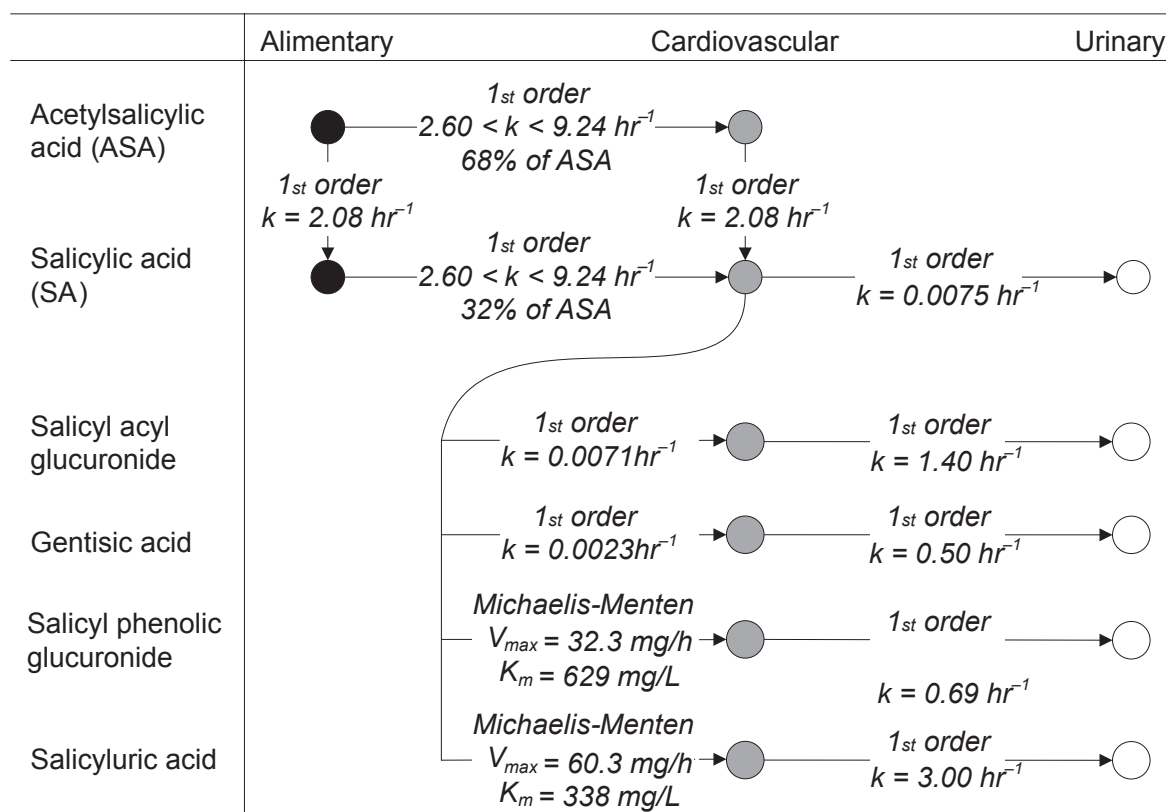 Alimentary Cardiovascular Urinary
Acetylsalicylic
acid (ASA)
1st order
2.60 < k < 9.24 hr⁻¹
68% of ASA
1st order
k = 2.08 hr⁻¹
1st order
k = 2.08 hr⁻¹
Salicylic acid
(SA)
1st order
2.60 < k < 9.24 hr⁻¹
32% of ASA
1st order
k = 0.0075 hr⁻¹
Salicyl acyl
glucuronide
1st order
k = 0.0071hr⁻¹
1st order
k = 1.40 hr⁻¹
Gentisic acid
1st order
k = 0.0023hr⁻¹
1st order
k = 0.50 hr⁻¹
Salicyl phenolic
glucuronide
Michaelis-Menten
Vmax = 32.3 mg/h
Km = 629 mg/L
1st order
k = 0.69 hr⁻¹
Salicyluric acid
Michaelis-Menten
Vmax = 60.3 mg/h
Km = 338 mg/L
1st order
k = 3.00 hr⁻¹